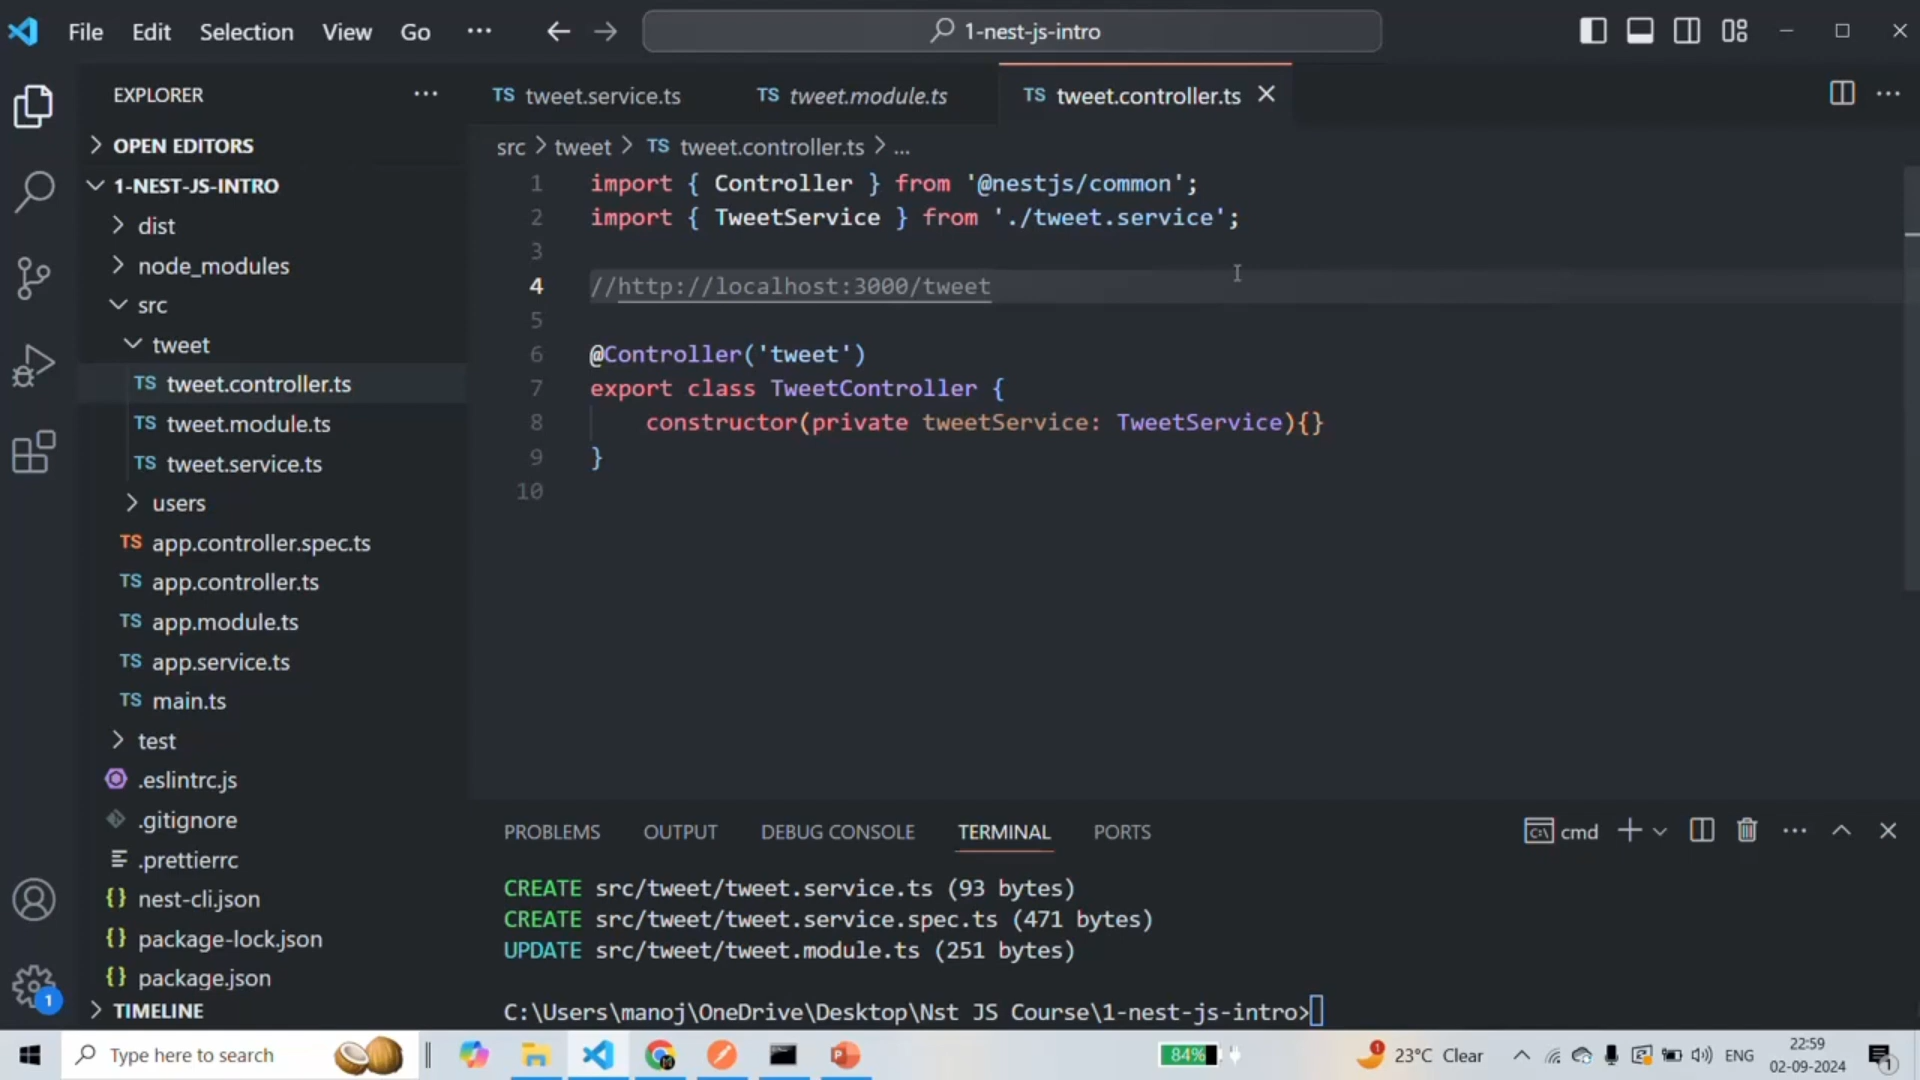 File Edit Selection View Go ··· 1-nest-js-intro
EXPLORER ···
OPEN EDITORS
1-NEST-JS-INTRO
dist
node_modules
src
tweet
TS tweet.controller.ts
TS tweet.module.ts
TS tweet.service.ts
users
TS app.controller.spec.ts
TS app.controller.ts
TS app.module.ts
TS app.service.ts
TS main.ts
test
.eslintrc.js
.gitignore
.prettierrc
{} nest-cli.json
{} package-lock.json
{} package.json
TIMELINE
1
TS tweet.service.ts TS tweet.module.ts TS tweet.controller.ts
src > tweet > TS tweet.controller.ts > ...
1 import { Controller } from '@nestjs/common';
2 import { TweetService } from './tweet.service';
3
4 //http://localhost:3000/tweet
5
6 @Controller('tweet')
7 export class TweetController {
8 constructor(private tweetService: TweetService){}
9 }
10
PROBLEMS OUTPUT DEBUG CONSOLE TERMINAL PORTS cmd
CREATE src/tweet/tweet.service.ts (93 bytes)
CREATE src/tweet/tweet.service.spec.ts (471 bytes)
UPDATE src/tweet/tweet.module.ts (251 bytes)
C:\Users\manoj\OneDrive\Desktop\Nst JS Course\1-nest-js-intro>
Type here to search 84% 23°C Clear ENG 22:59
02-09-2024